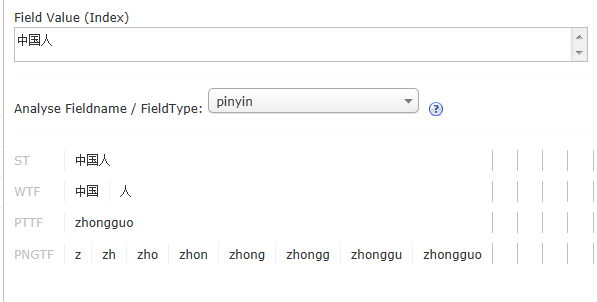 Field Value (Index)
中国人
Analyse Fieldname / FieldType: pinyin ?
ST 中国人
WTF 中国 人
PTTF zhongguo
PNGTF z zh zho zhon zhong zhongg zhonggu zhongguo